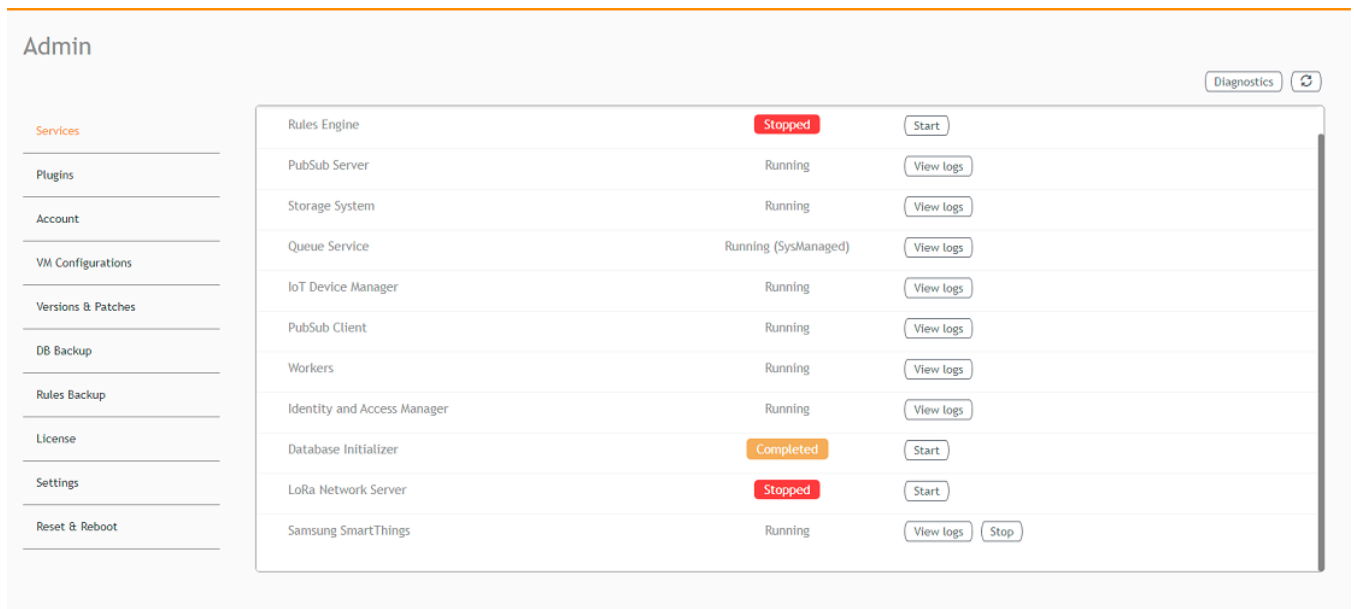 Admin
Diagnostics
Services
Plugins
Account
VM Configurations
Versions & Patches
DB Backup
Rules Backup
License
Settings
Reset & Reboot
Rules Engine Stopped Start
PubSub Server Running View logs
Storage System Running View logs
Queue Service Running (SysManaged) View logs
IoT Device Manager Running View logs
PubSub Client Running View logs
Workers Running View logs
Identity and Access Manager Running View logs
Database Initializer Completed Start
LoRa Network Server Stopped Start
Samsung SmartThings Running View logs Stop